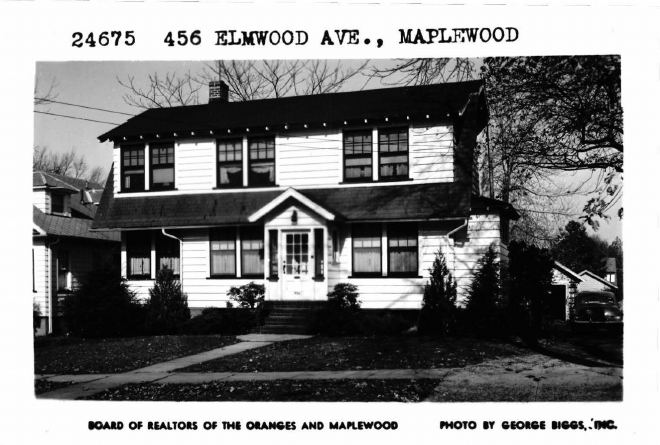 24675 456 ELMWOOD AVE., MAPLEWOOD
BOARD OF REALTORS OF THE ORANGES AND MAPLEWOOD PHOTO BY GEORGE BIGGS, INC.